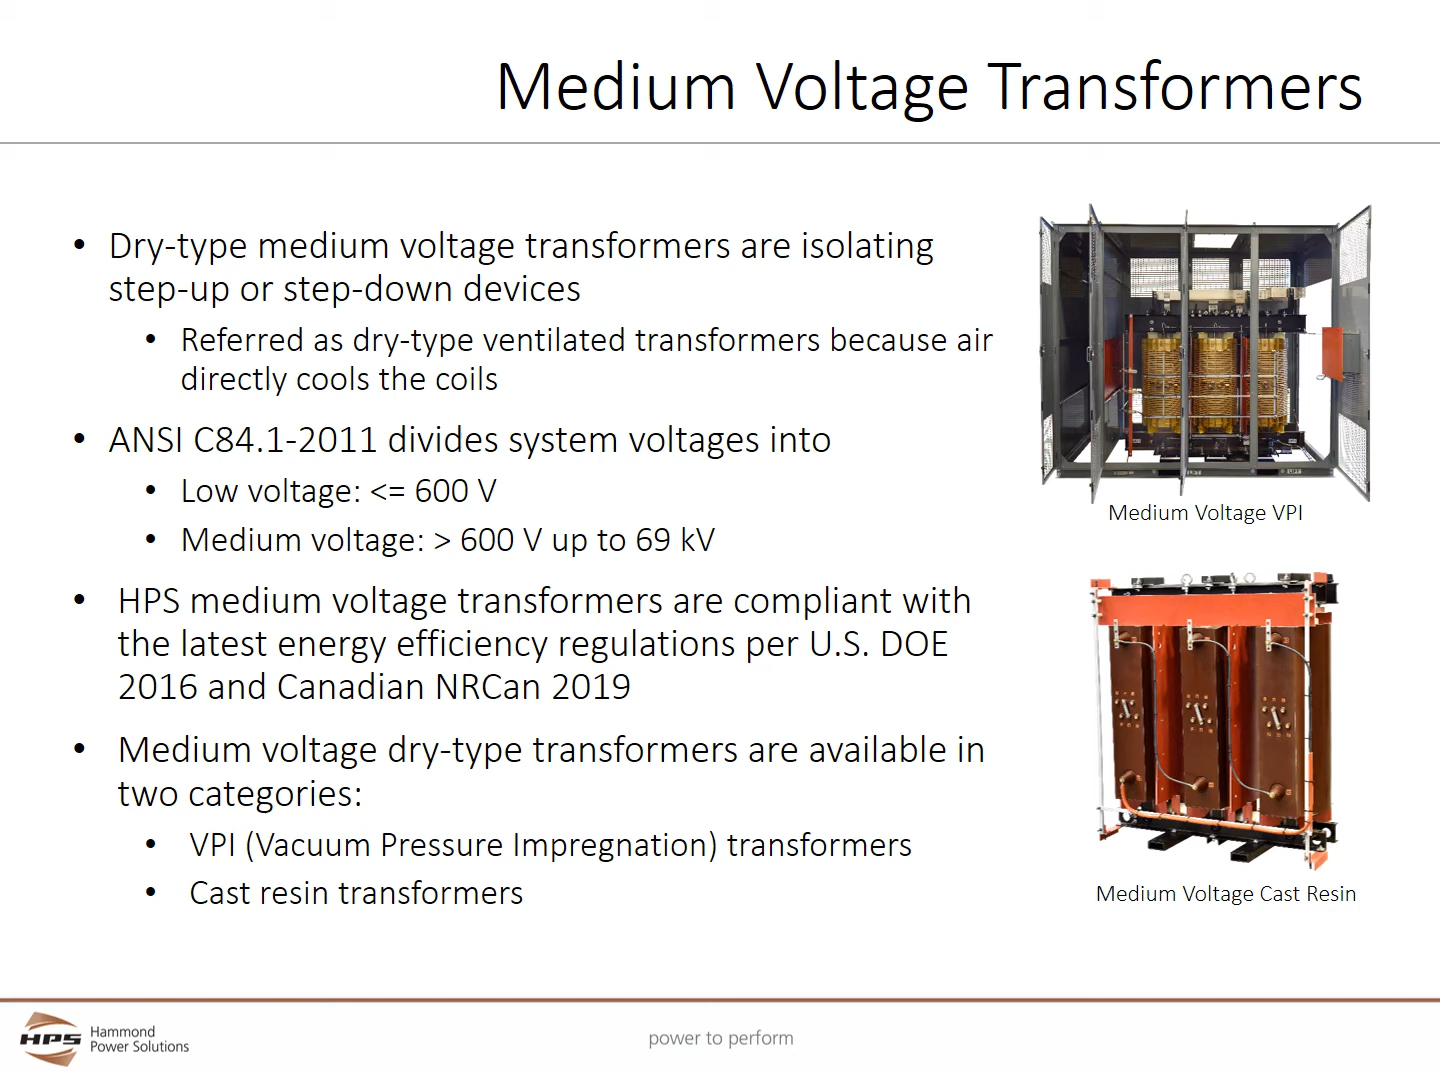 Medium Voltage Transformers
• Dry-type medium voltage transformers are isolating
step-up or step-down devices
• Referred as dry-type ventilated transformers because air
directly cools the coils
• ANSI C84.1-2011 divides system voltages into
• Low voltage: <= 600 V
• Medium voltage: > 600 V up to 69 kV
• HPS medium voltage transformers are compliant with
the latest energy efficiency regulations per U.S. DOE
2016 and Canadian NRCan 2019
• Medium voltage dry-type transformers are available in
two categories:
• VPI (Vacuum Pressure Impregnation) transformers
• Cast resin transformers
Medium Voltage VPI
Medium Voltage Cast Resin
HPS
Hammond
Power Solutions
power to perform